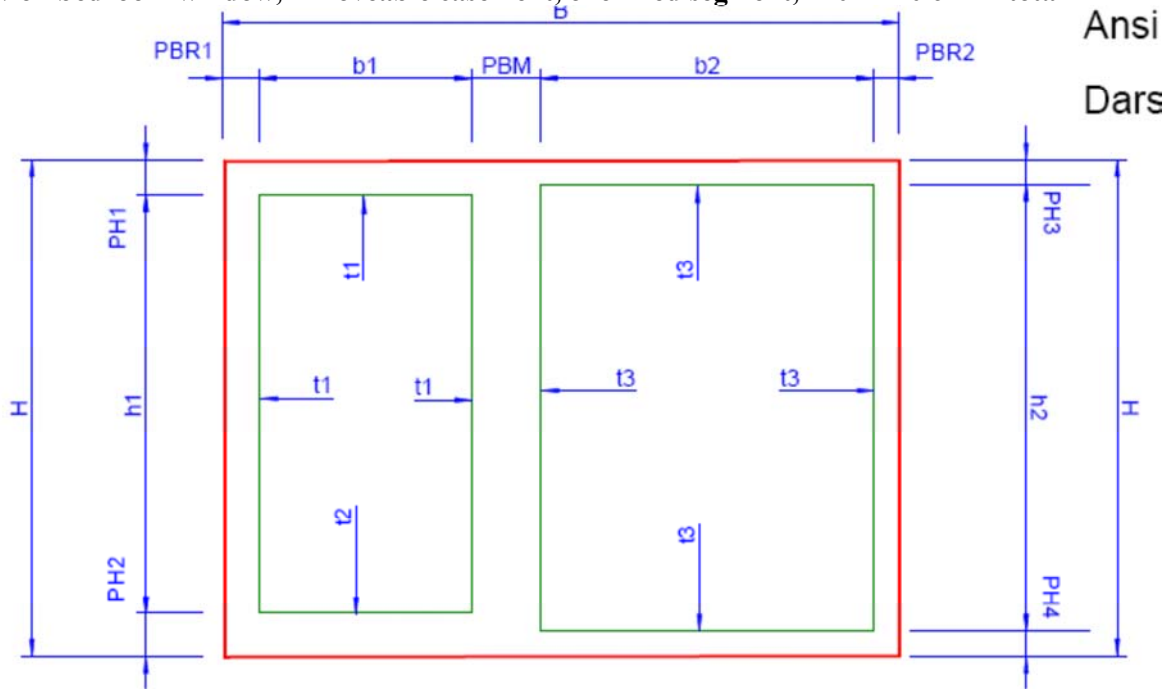 B
Ansi
PBR1 b1 PBM b2 PBR2
Dars
PH1 PH3
t1 t3
H h1 t1 t1 t3 t3 h2 H
t2 t3
PH2 PH4